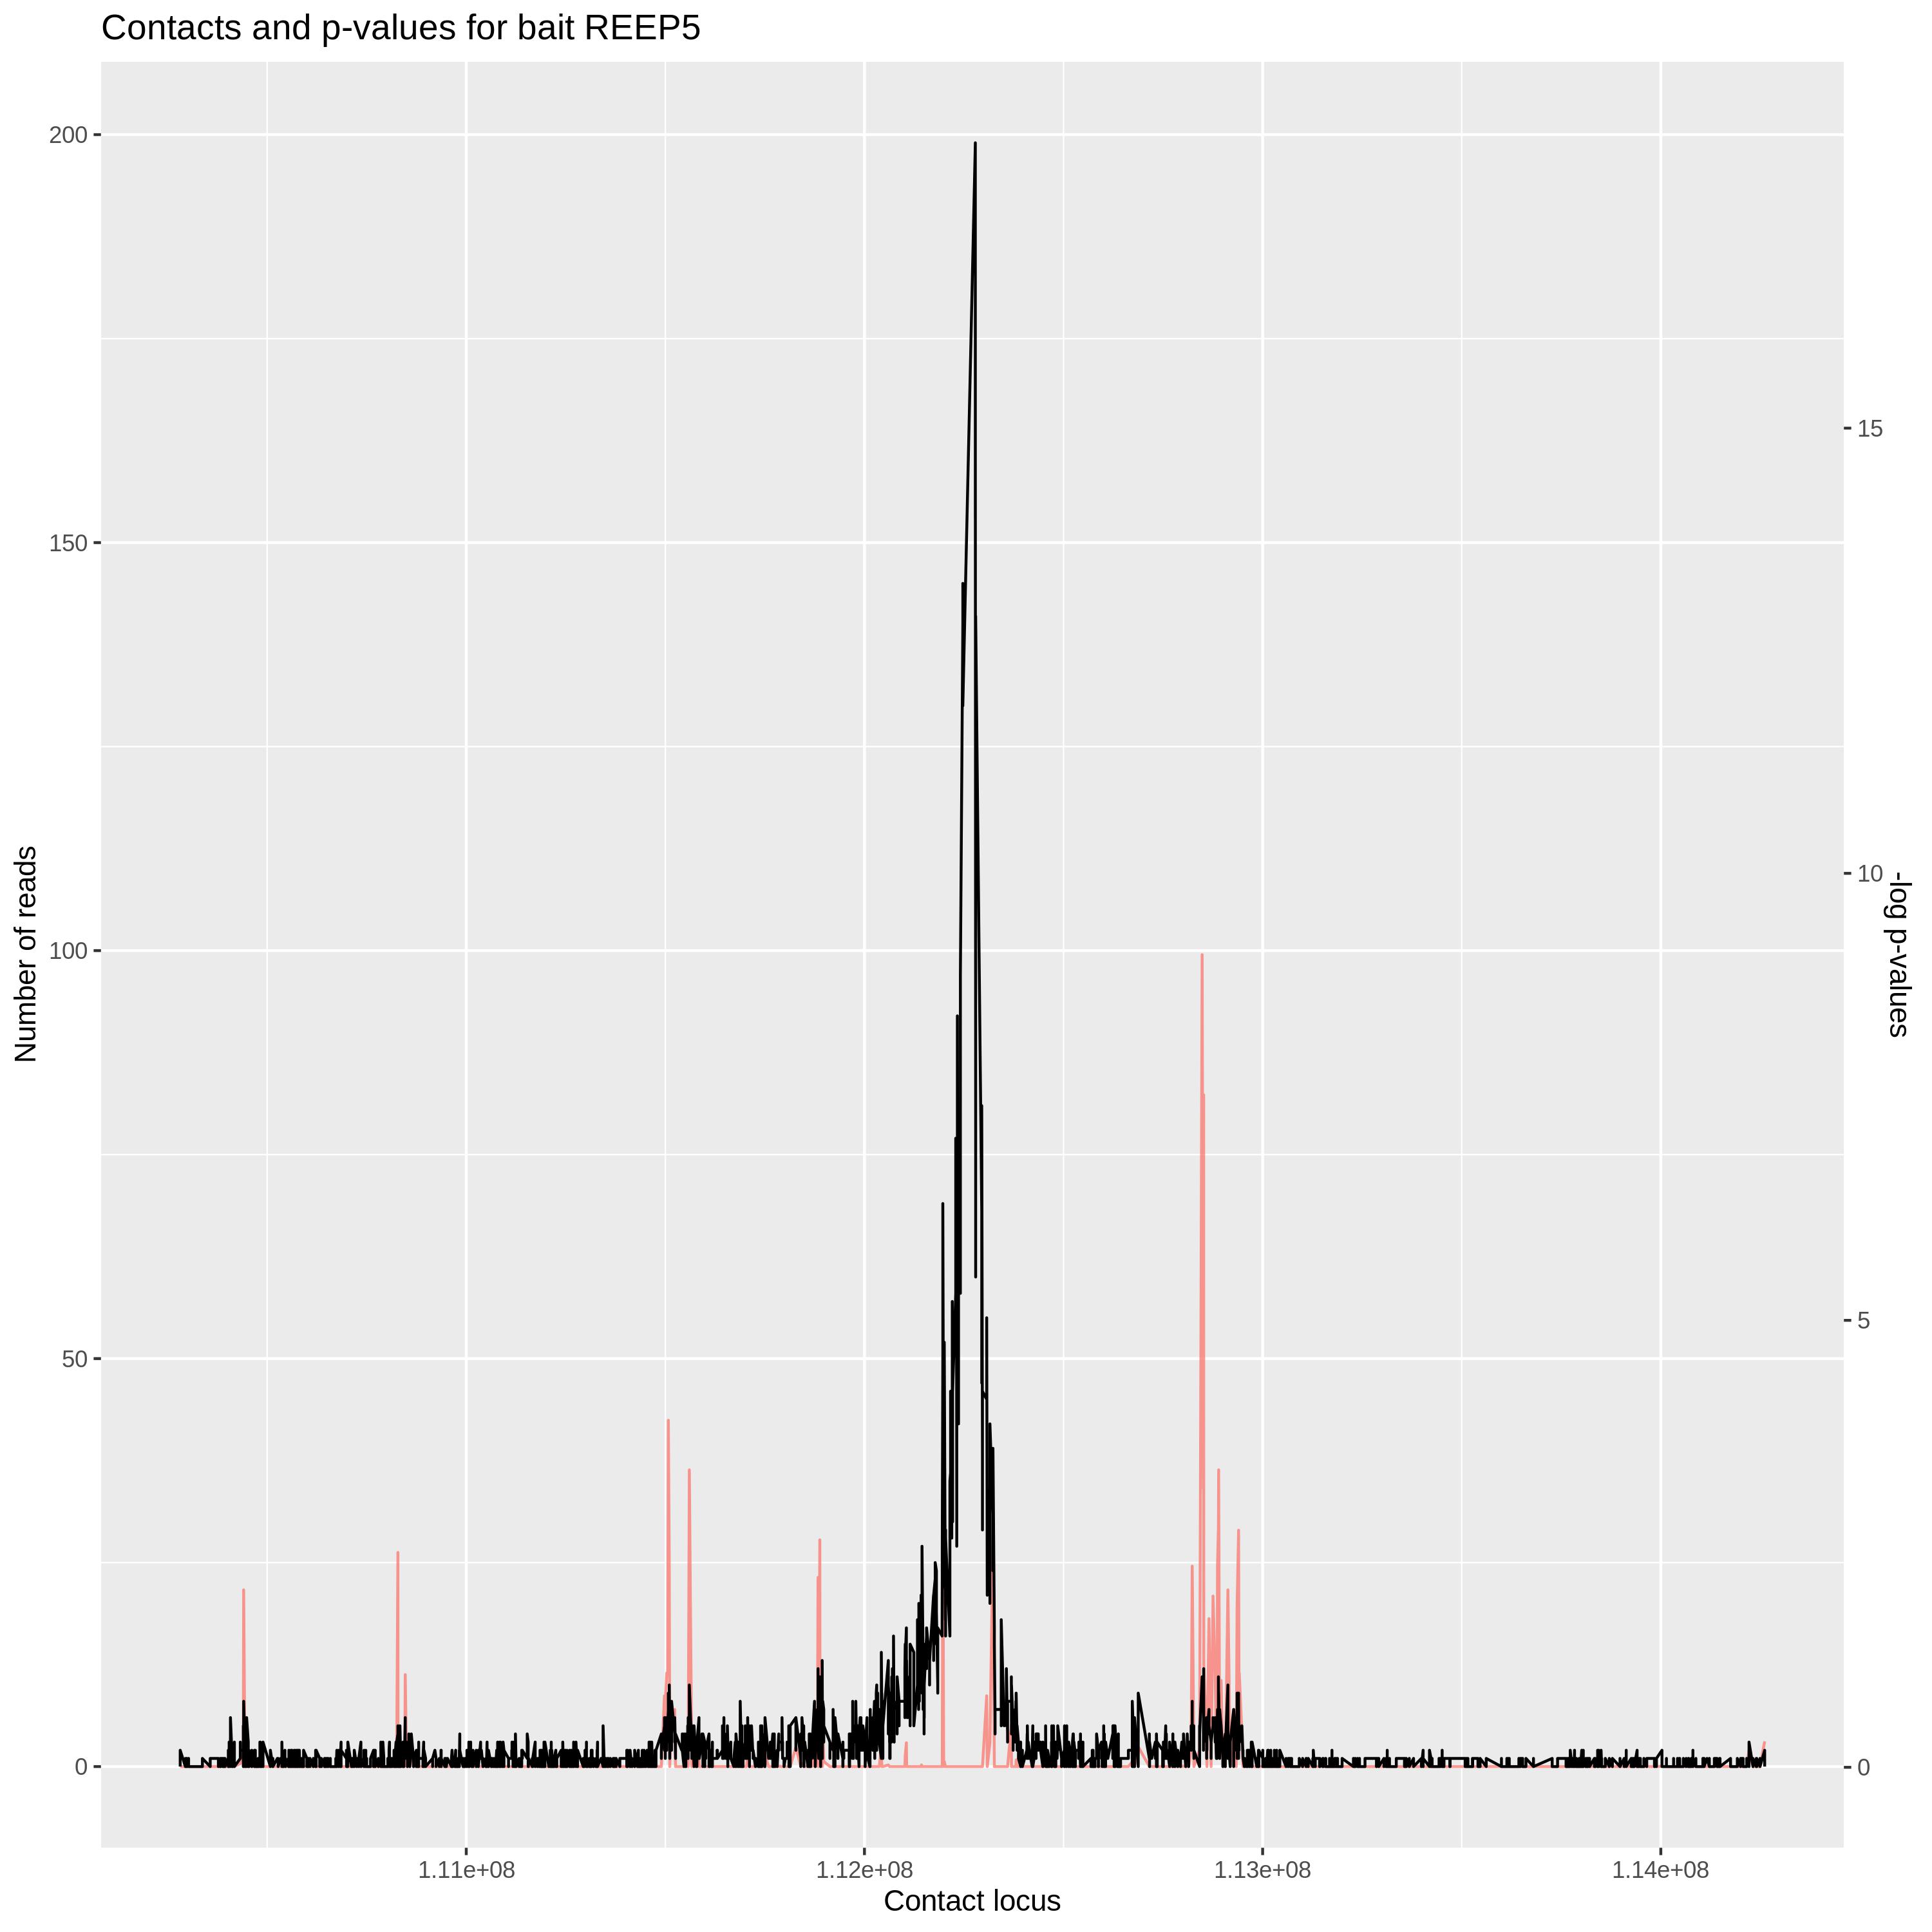 Contacts and p-values for bait REEP5
200
150
100
50
0
Number of reads
15
10
5
0
-log p-values
1.11e+08
1.12e+08
1.13e+08
1.14e+08
Contact locus